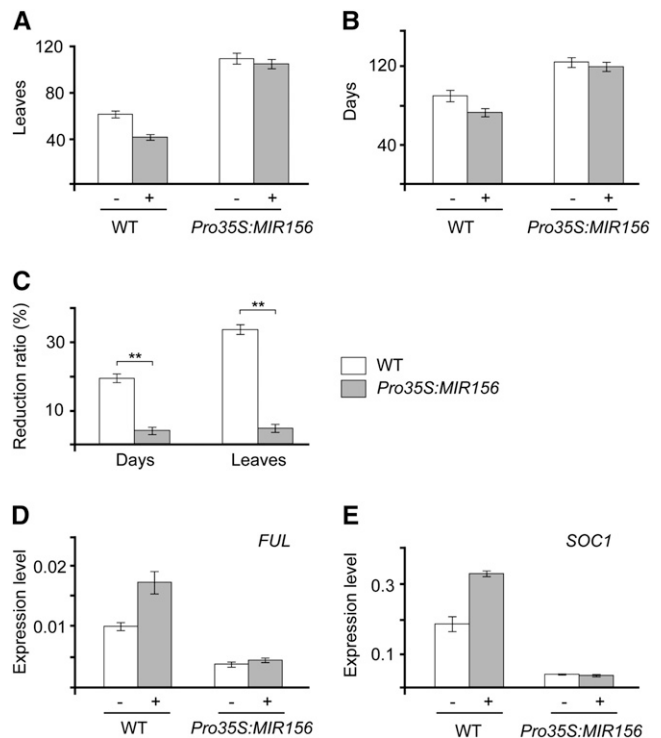 A
Leaves
120
80
40
- + - +
WT Pro35S:MIR156
B
Days
120
40
- + - +
WT Pro35S:MIR156
C
Reduction ratio (%)
30
10
** **
Days Leaves
WT
Pro35S:MIR156
D
FUL
Expression level
0.02
0.01
- + - +
WT Pro35S:MIR156
E
SOC1
Expression level
0.3
0.1
- + - +
WT Pro35S:MIR156